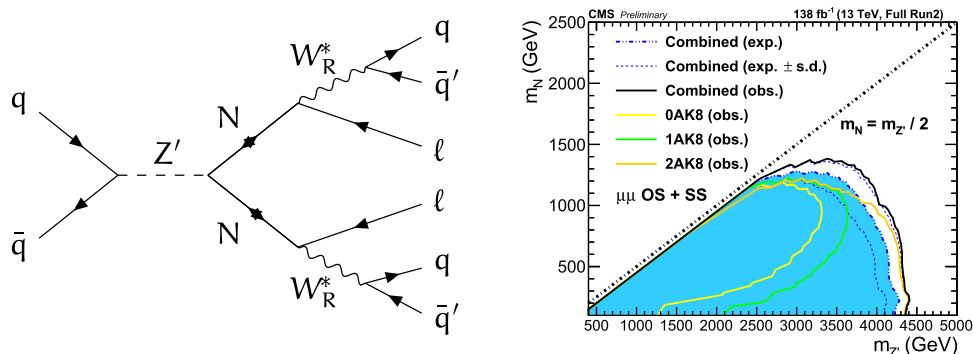 q
q̄
Z′
N
N
W*R
W*R
q
q̄′
ℓ
ℓ
q
q̄′
CMS Preliminary 138 fb⁻¹ (13 TeV, Full Run2)
mN (GeV)
2500
2000
1500
1000
500
Combined (exp.)
Combined (exp. ± s.d.)
Combined (obs.)
0AK8 (obs.)
1AK8 (obs.)
2AK8 (obs.)
mN = mZ' / 2
μμ OS + SS
500 1000 1500 2000 2500 3000 3500 4000 4500 5000
mZ' (GeV)